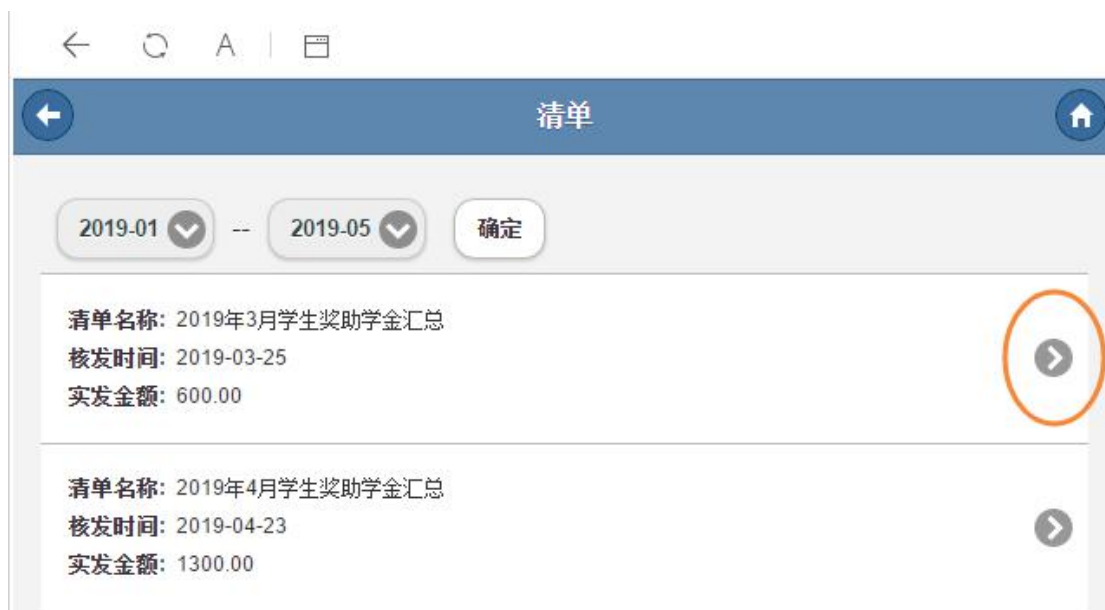 A
清单
2019-01 -- 2019-05 确定
清单名称: 2019年3月学生奖助学金汇总
核发时间: 2019-03-25
实发金额: 600.00
清单名称: 2019年4月学生奖助学金汇总
核发时间: 2019-04-23
实发金额: 1300.00